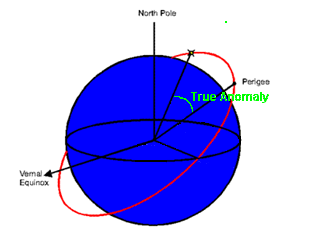 North Pole
Perigee
True Anomaly
Vernal
Equinox